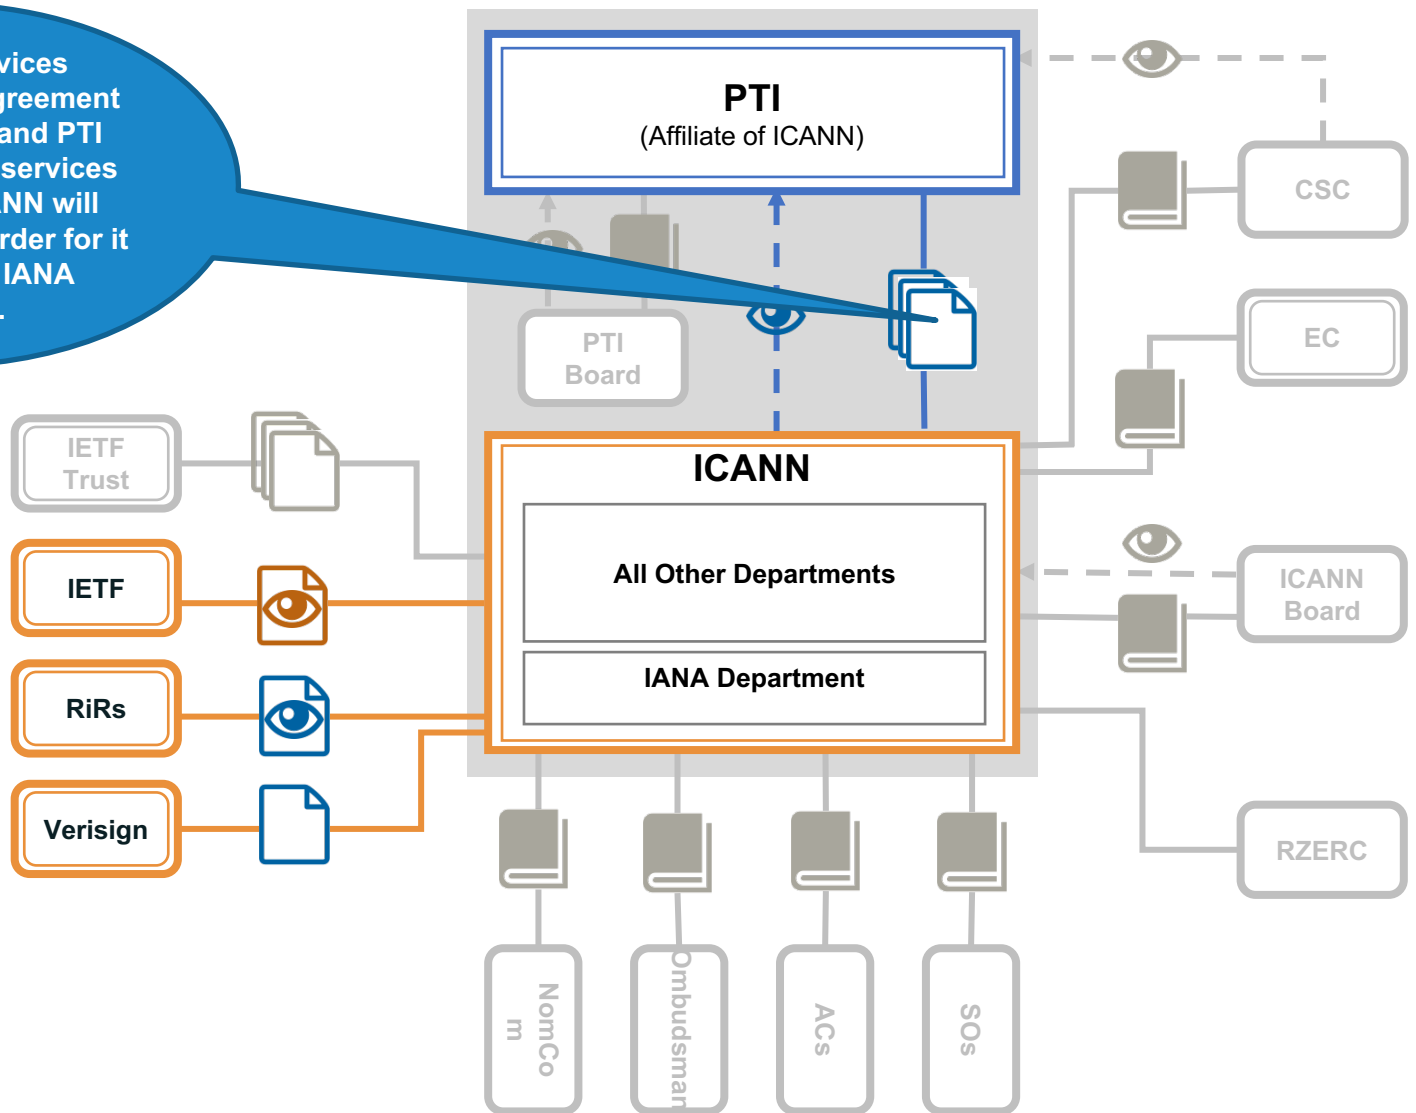 vices
greement
and PTI
services
ANN will
rder for it
IANA
.
PTI
(Affiliate of ICANN)
CSC
EC
PTI
Board
IETF
Trust
ICANN
All Other Departments
IETF
ICANN
Board
IANA Department
RiRs
Verisign
RZERC
NomCo
m
Ombudsman
ACs
SOs